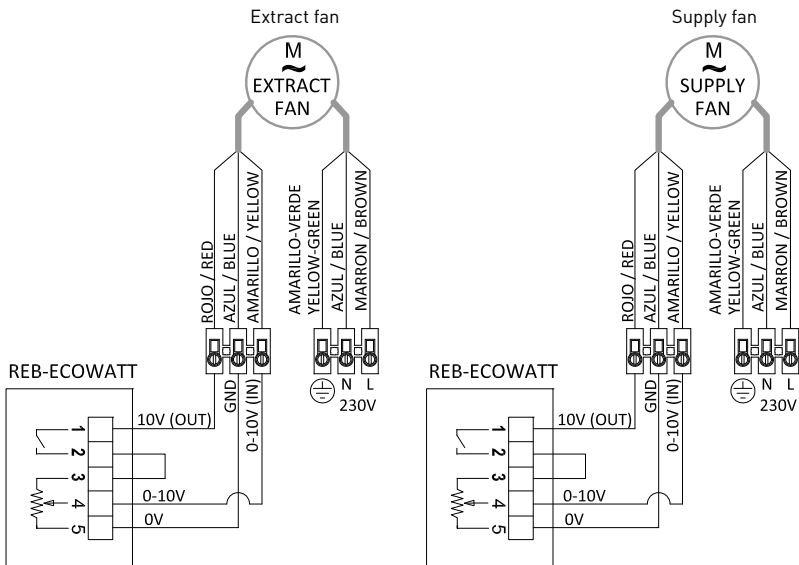 Extract fan
M
~
EXTRACT
FAN
ROJO / RED
AZUL / BLUE
AMARILLO / YELLOW
AMARILLO-VERDE
YELLOW-GREEN
AZUL / BLUE
MARRON / BROWN
REB-ECOWATT
10V (OUT)
GND
0-10V (IN)
N L
230V
1
2
3
4
5
0-10V
0V
Supply fan
M
~
SUPPLY
FAN
ROJO / RED
AZUL / BLUE
AMARILLO / YELLOW
AMARILLO-VERDE
YELLOW-GREEN
AZUL / BLUE
MARRON / BROWN
REB-ECOWATT
10V (OUT)
GND
0-10V (IN)
N L
230V
1
2
3
4
5
0-10V
0V